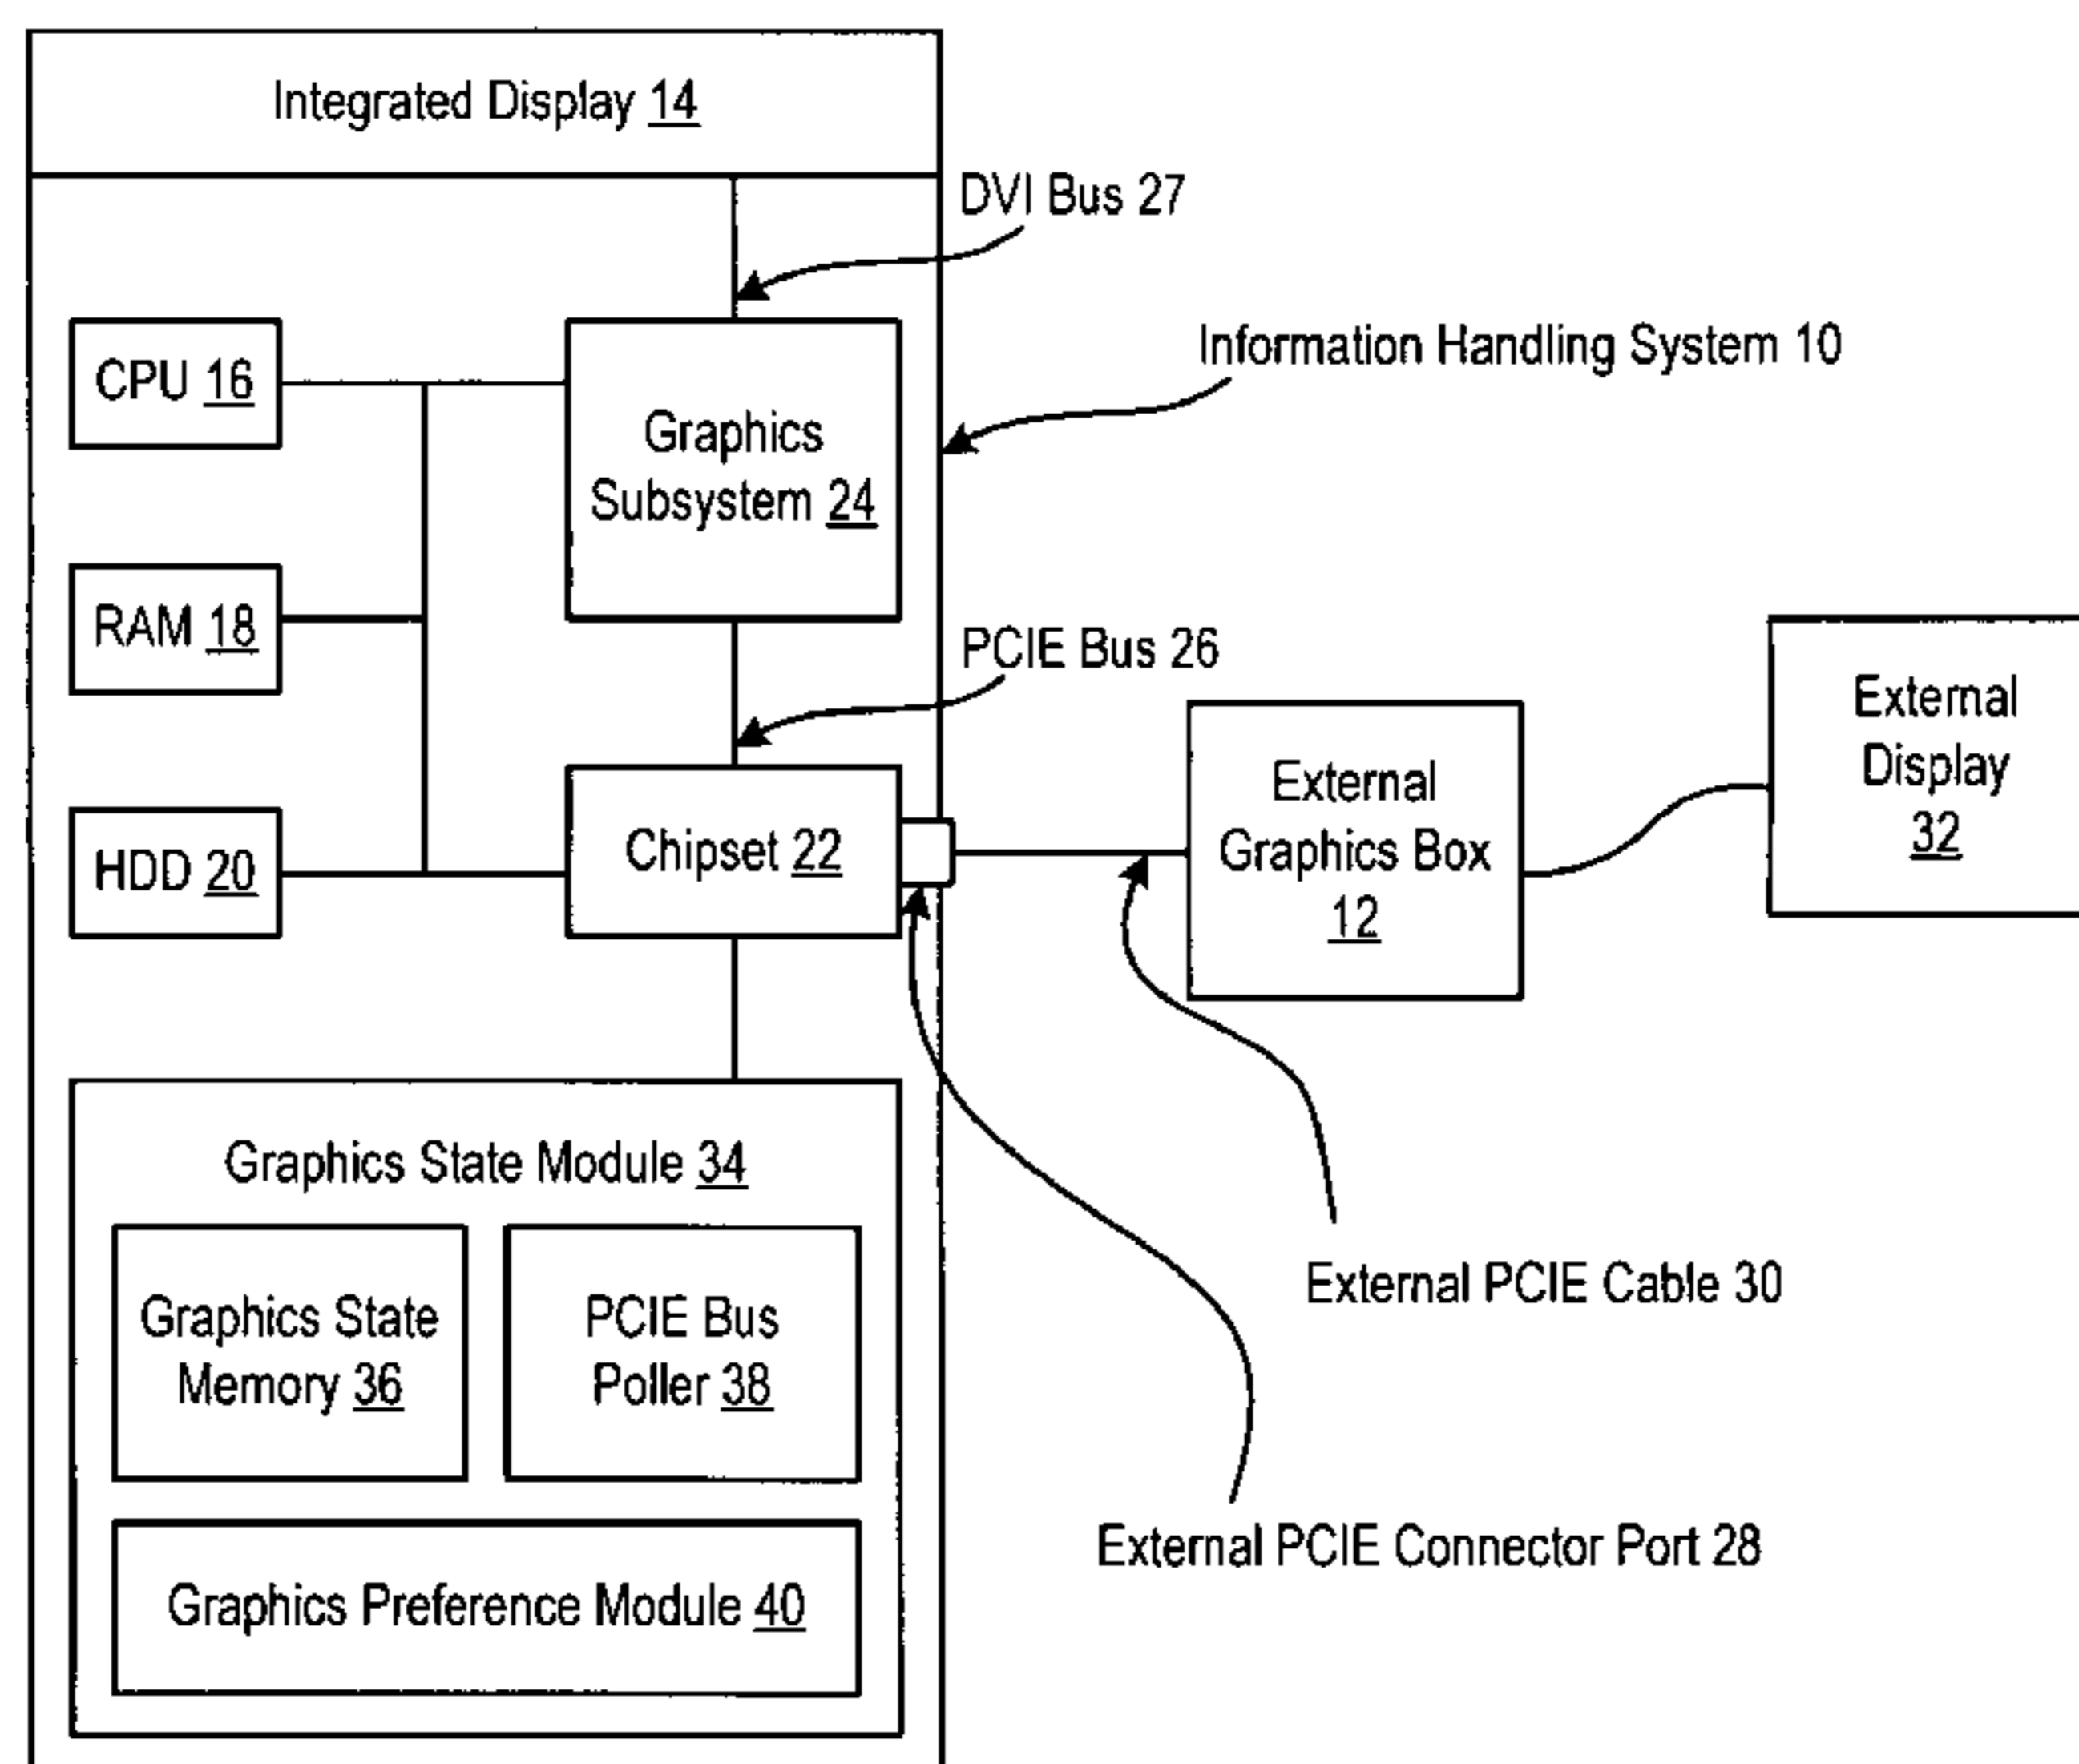 Integrated Display 14
DVI Bus 27
CPU 16
Graphics
Subsystem 24
Information Handling System 10
RAM 18
PCIE Bus 26
External
Display
32
HDD 20
Chipset 22
External
Graphics Box
12
Graphics State Module 34
Graphics State
Memory 36
PCIE Bus
Poller 38
External PCIE Cable 30
External PCIE Connector Port 28
Graphics Preference Module 40